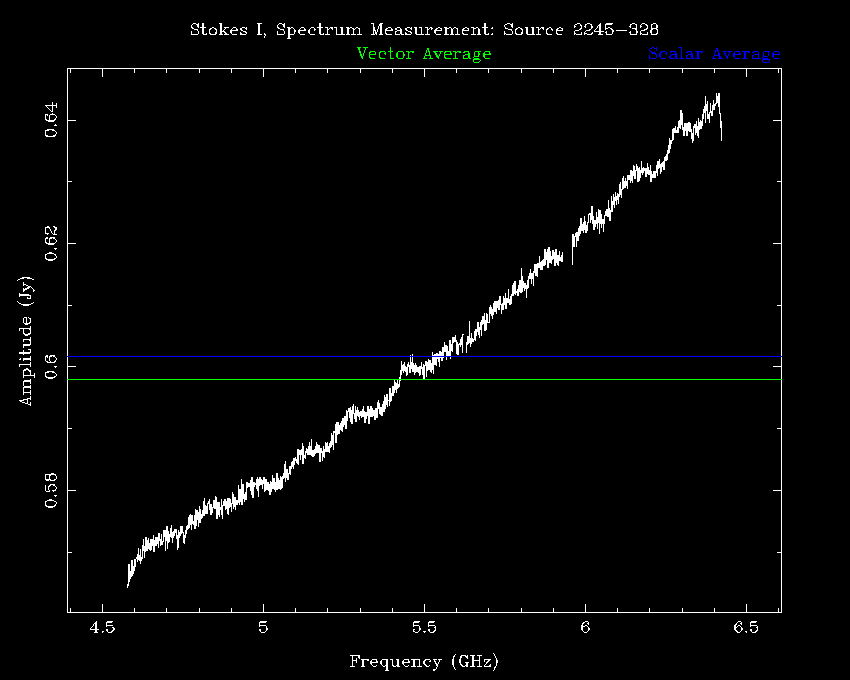 Stokes I, Spectrum Measurement: Source 2245−328
Vector Average
Scalar Average
0.64
0.62
0.6
0.58
Amplitude (Jy)
4.5 5 5.5 6 6.5
Frequency (GHz)